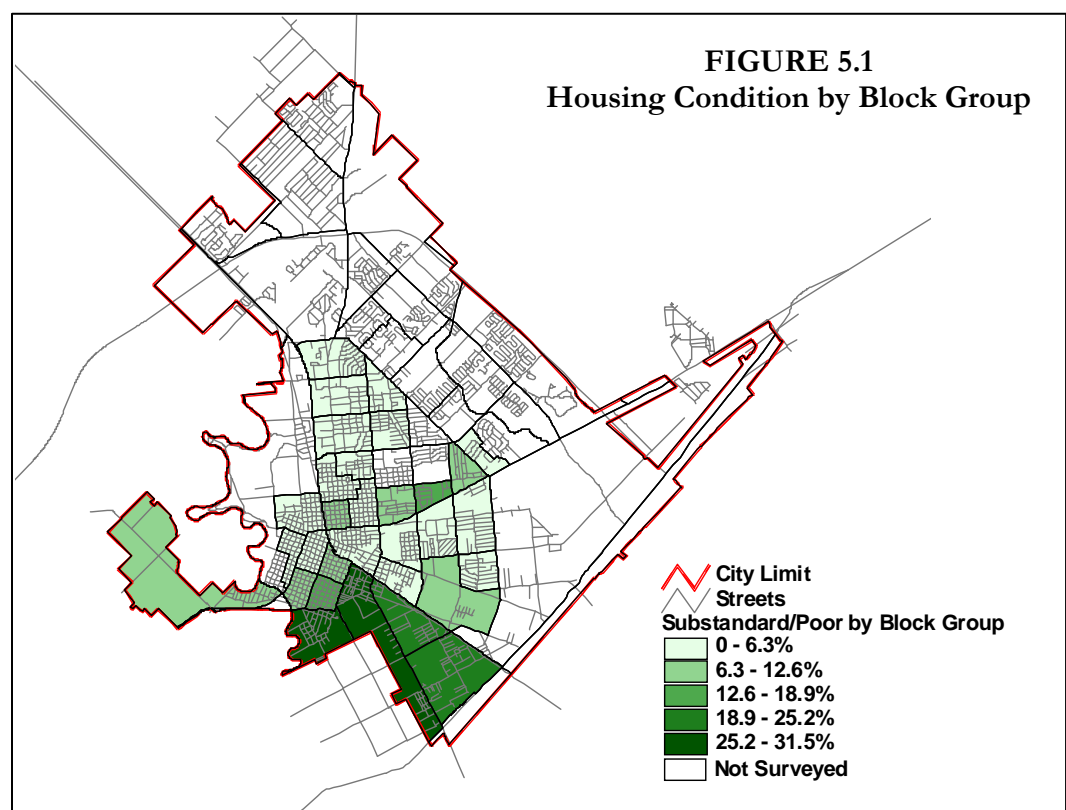 FIGURE 5.1
Housing Condition by Block Group
City Limit
Streets
Substandard/Poor by Block Group
0 - 6.3%
6.3 - 12.6%
12.6 - 18.9%
18.9 - 25.2%
25.2 - 31.5%
Not Surveyed